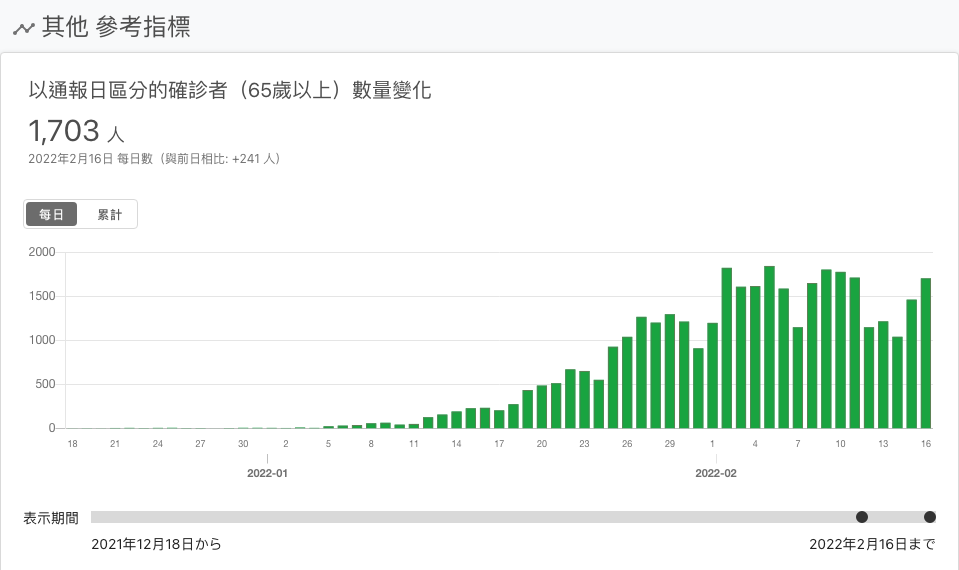 其他 參考指標
以通報日區分的確診者（65歲以上）數量變化
1,703 人
2022年2月16日 每日數（與前日相比: +241 人）
每日 累計
2000
1500
1000
500
0
18 21 24 27 30 2 5 8 11 14 17 20 23 26 29 1 4 7 10 13 16
2022-01 2022-02
表示期間
2021年12月18日から 2022年2月16日まで